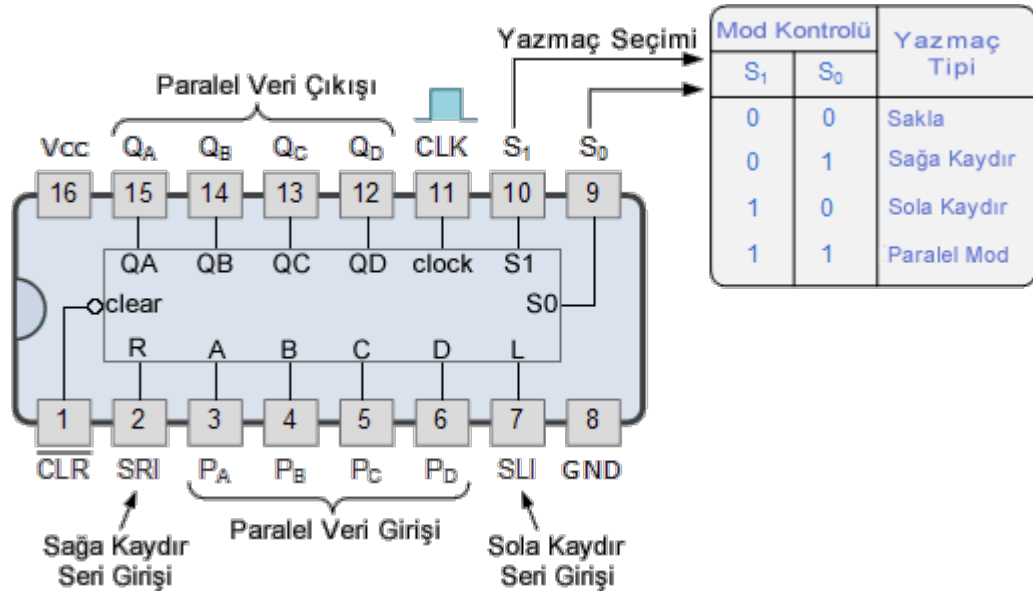 Yazmaç Seçimi
Mod Kontrolü
Yazmaç
Tipi
S1 S0
0 0 Sakla
0 1 Sağa Kaydır
1 0 Sola Kaydır
1 1 Paralel Mod
Paralel Veri Çıkışı
Vcc QA QB QC QD CLK S1 S0
16 15 14 13 12 11 10 9
QA QB QC QD clock S1
clear S0
R A B C D L
1 2 3 4 5 6 7 8
CLR SRI PA PB PC PD SLI GND
Paralel Veri Girişi
Sağa Kaydır
Seri Girişi
Sola Kaydır
Seri Girişi